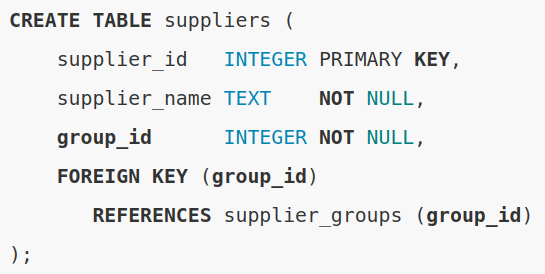 CREATE TABLE suppliers (
    supplier_id   INTEGER PRIMARY KEY,
    supplier_name TEXT    NOT NULL,
    group_id      INTEGER NOT NULL,
    FOREIGN KEY (group_id)
       REFERENCES supplier_groups (group_id)
);